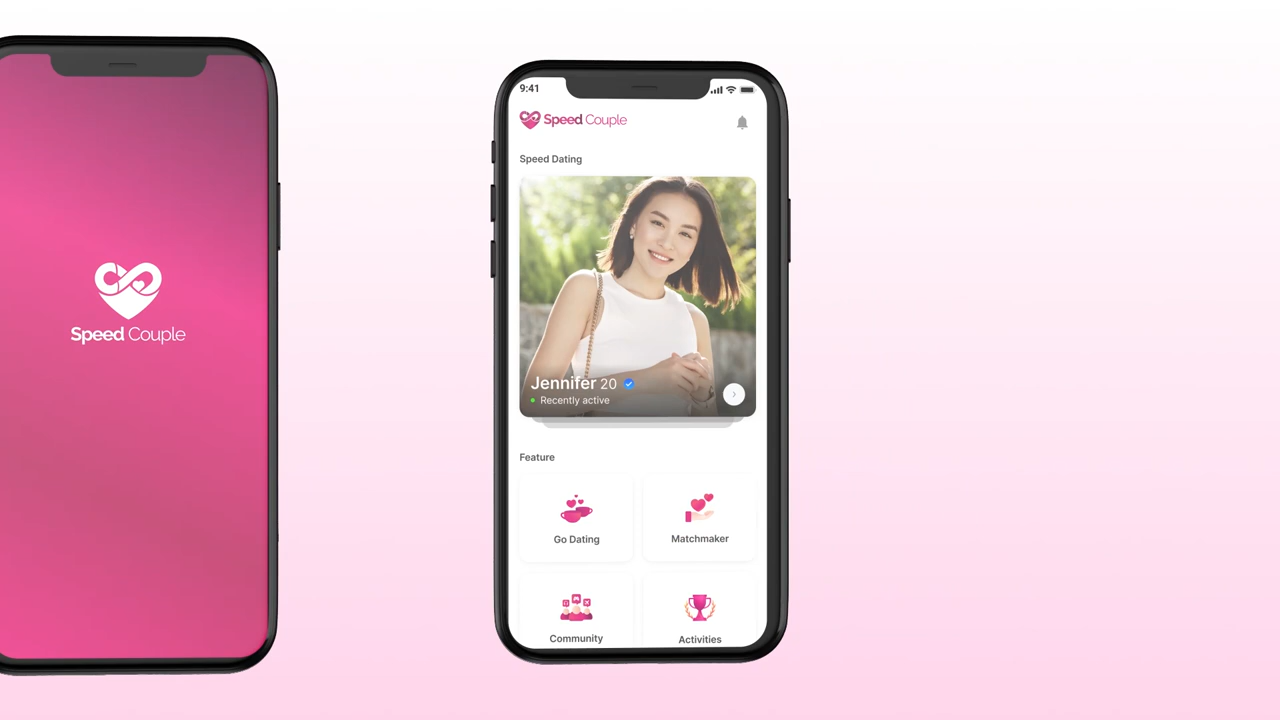 Speed Couple
9:41
Speed Couple
Speed Dating
Jennifer 20
Recently active
Feature
Go Dating
Matchmaker
Community
Activities